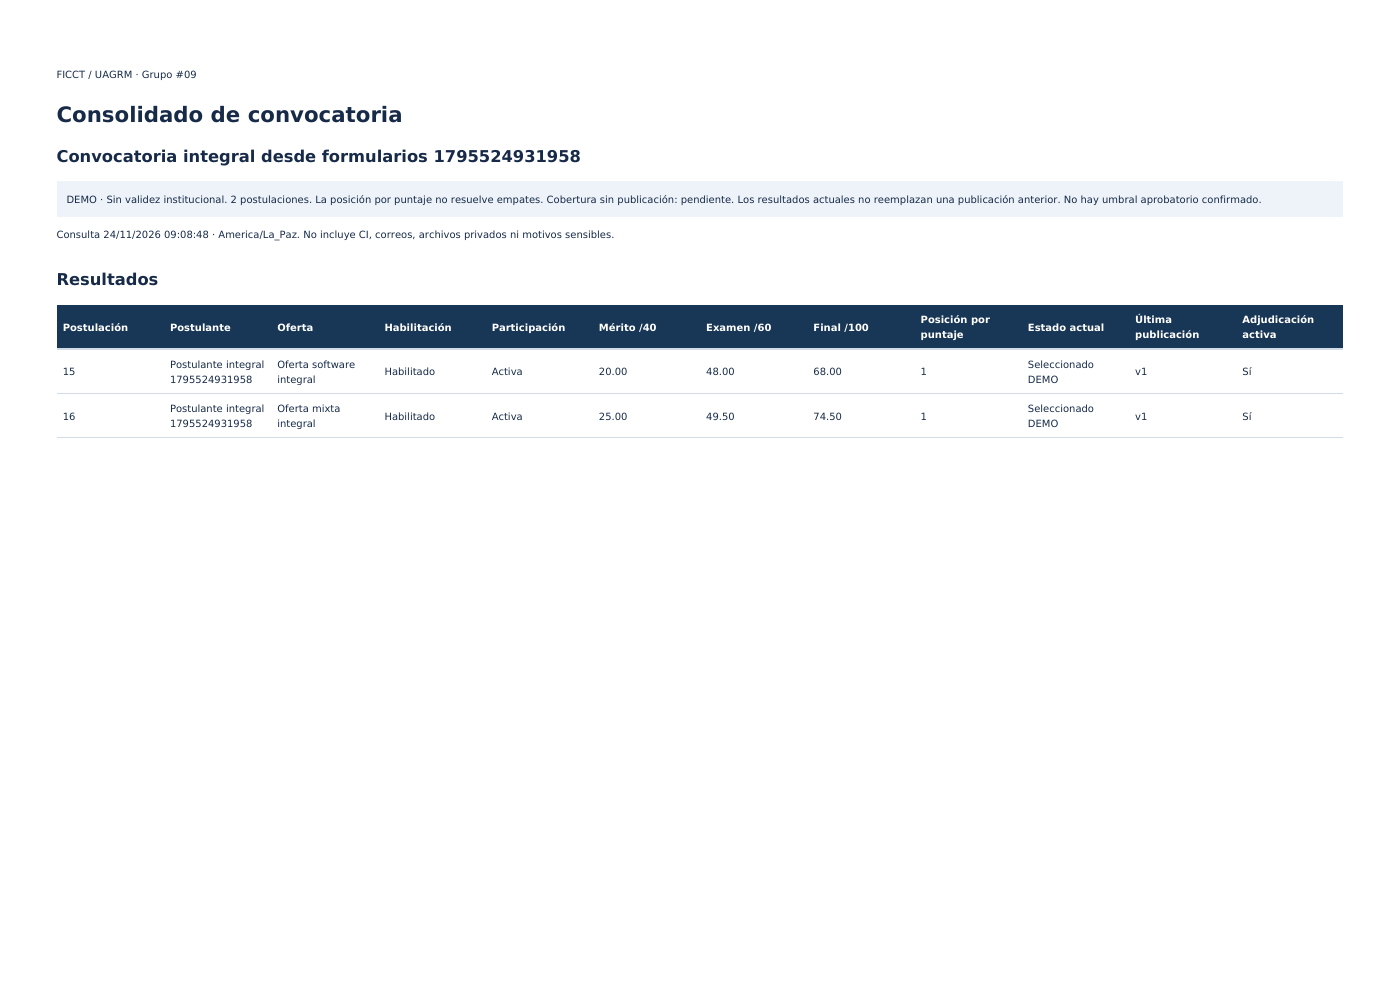 FICCT / UAGRM · Grupo #09
Consolidado de convocatoria
Convocatoria integral desde formularios 1795524931958
DEMO · Sin validez institucional. 2 postulaciones. La posición por puntaje no resuelve empates. Cobertura sin publicación: pendiente. Los resultados actuales no reemplazan una publicación anterior. No hay umbral aprobatorio confirmado.
Consulta 24/11/2026 09:08:48 · America/La_Paz. No incluye CI, correos, archivos privados ni motivos sensibles.
Resultados
Postulación Postulante Oferta Habilitación Participación Mérito /40 Examen /60 Final /100 Posición por puntaje Estado actual Última publicación Adjudicación activa
15 Postulante integral 1795524931958 Oferta software integral Habilitado Activa 20.00 48.00 68.00 1 Seleccionado DEMO v1 Sí
16 Postulante integral 1795524931958 Oferta mixta integral Habilitado Activa 25.00 49.50 74.50 1 Seleccionado DEMO v1 Sí